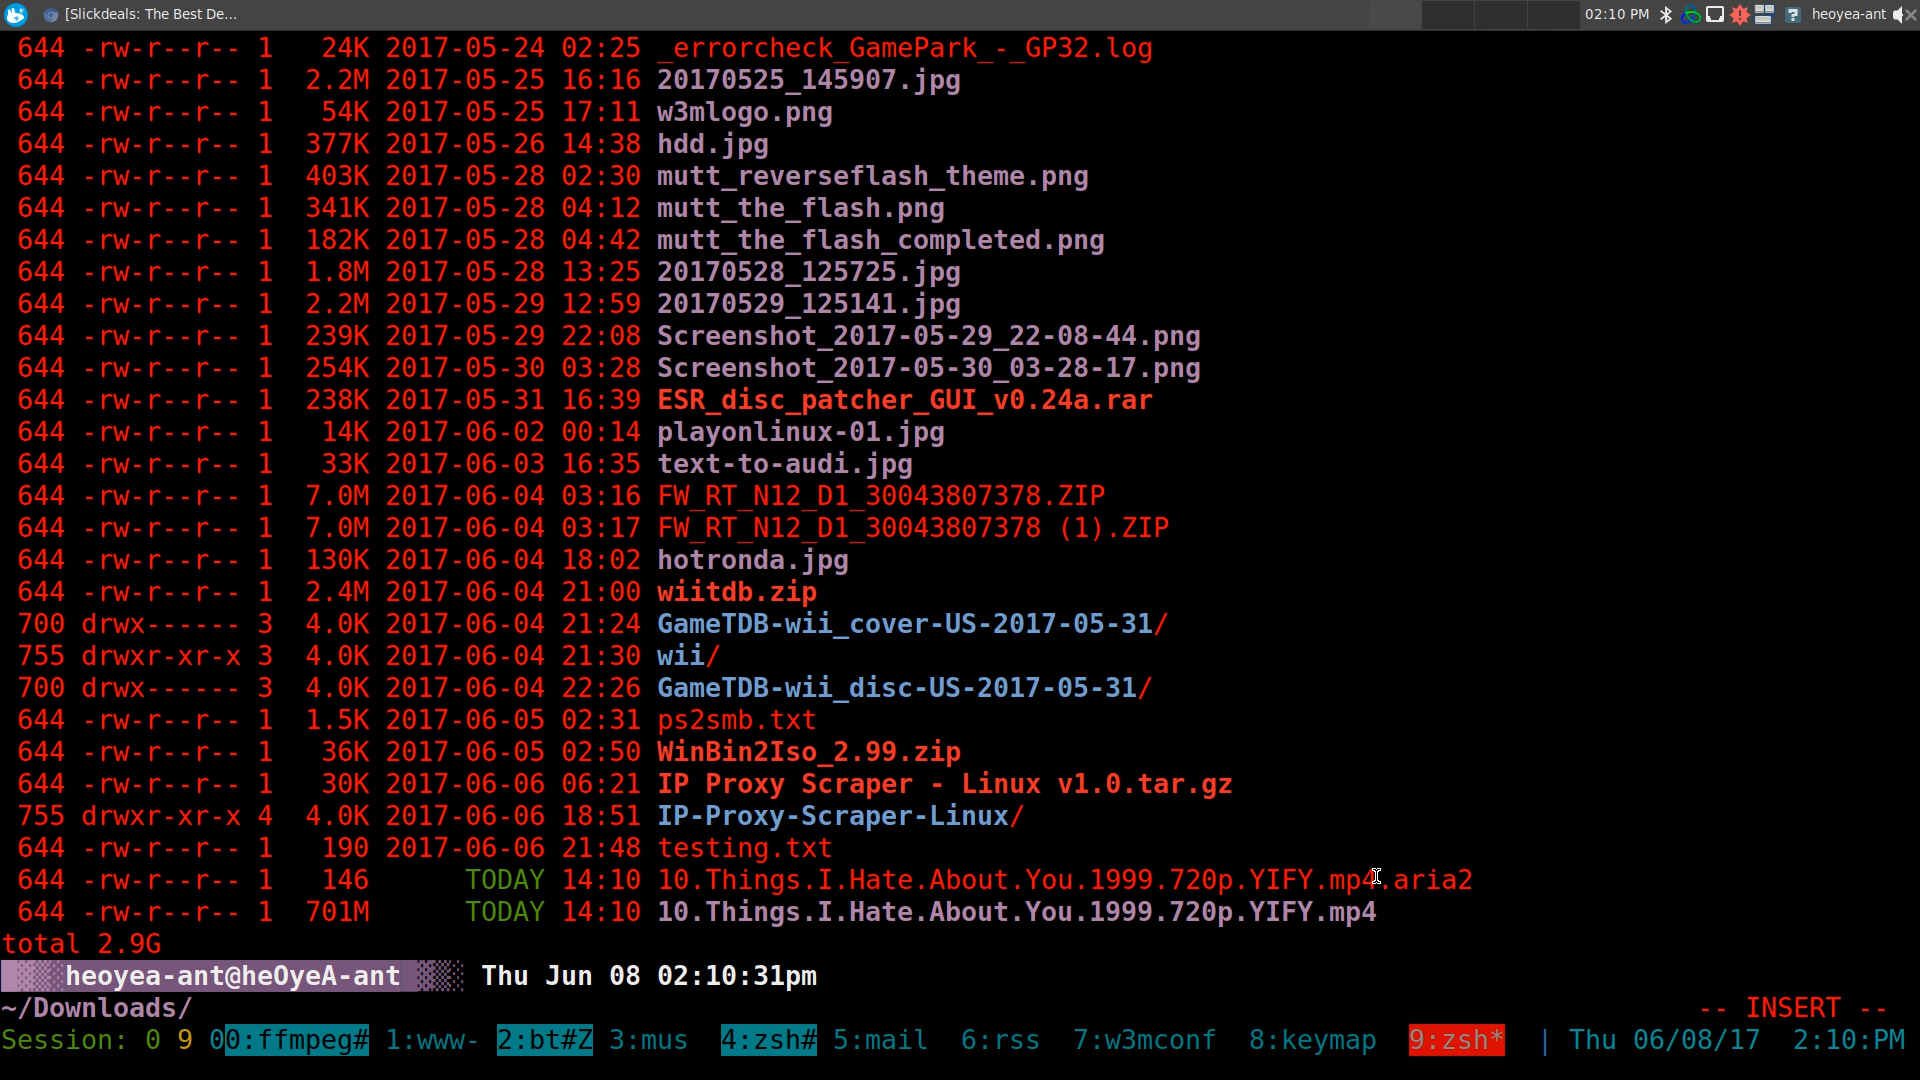 [Slickdeals: The Best De... 02:10 PM heoyea-ant
644 -rw-r--r-- 1 24K 2017-05-24 02:25 _errorcheck_GamePark_-_GP32.log
644 -rw-r--r-- 1 2.2M 2017-05-25 16:16 20170525_145907.jpg
644 -rw-r--r-- 1 54K 2017-05-25 17:11 w3mlogo.png
644 -rw-r--r-- 1 377K 2017-05-26 14:38 hdd.jpg
644 -rw-r--r-- 1 403K 2017-05-28 02:30 mutt_reverseflash_theme.png
644 -rw-r--r-- 1 341K 2017-05-28 04:12 mutt_the_flash.png
644 -rw-r--r-- 1 182K 2017-05-28 04:42 mutt_the_flash_completed.png
644 -rw-r--r-- 1 1.8M 2017-05-28 13:25 20170528_125725.jpg
644 -rw-r--r-- 1 2.2M 2017-05-29 12:59 20170529_125141.jpg
644 -rw-r--r-- 1 239K 2017-05-29 22:08 Screenshot_2017-05-29_22-08-44.png
644 -rw-r--r-- 1 254K 2017-05-30 03:28 Screenshot_2017-05-30_03-28-17.png
644 -rw-r--r-- 1 238K 2017-05-31 16:39 ESR_disc_patcher_GUI_v0.24a.rar
644 -rw-r--r-- 1 14K 2017-06-02 00:14 playonlinux-01.jpg
644 -rw-r--r-- 1 33K 2017-06-03 16:35 text-to-audi.jpg
644 -rw-r--r-- 1 7.0M 2017-06-04 03:16 FW_RT_N12_D1_30043807378.ZIP
644 -rw-r--r-- 1 7.0M 2017-06-04 03:17 FW_RT_N12_D1_30043807378 (1).ZIP
644 -rw-r--r-- 1 130K 2017-06-04 18:02 hotronda.jpg
644 -rw-r--r-- 1 2.4M 2017-06-04 21:00 wiitdb.zip
700 drwx------ 3 4.0K 2017-06-04 21:24 GameTDB-wii_cover-US-2017-05-31/
755 drwxr-xr-x 3 4.0K 2017-06-04 21:30 wii/
700 drwx------ 3 4.0K 2017-06-04 22:26 GameTDB-wii_disc-US-2017-05-31/
644 -rw-r--r-- 1 1.5K 2017-06-05 02:31 ps2smb.txt
644 -rw-r--r-- 1 36K 2017-06-05 02:50 WinBin2Iso_2.99.zip
644 -rw-r--r-- 1 30K 2017-06-06 06:21 IP Proxy Scraper - Linux v1.0.tar.gz
755 drwxr-xr-x 4 4.0K 2017-06-06 18:51 IP-Proxy-Scraper-Linux/
644 -rw-r--r-- 1 190 2017-06-06 21:48 testing.txt
644 -rw-r--r-- 1 146 TODAY 14:10 10.Things.I.Hate.About.You.1999.720p.YIFY.mp4.aria2
644 -rw-r--r-- 1 701M TODAY 14:10 10.Things.I.Hate.About.You.1999.720p.YIFY.mp4
total 2.9G
heoyea-ant@heOyeA-ant Thu Jun 08 02:10:31pm
~/Downloads/ -- INSERT --
Session: 0 9 00:ffmpeg# 1:www- 2:bt#Z 3:mus 4:zsh# 5:mail 6:rss 7:w3mconf 8:keymap 9:zsh* | Thu 06/08/17 2:10:PM